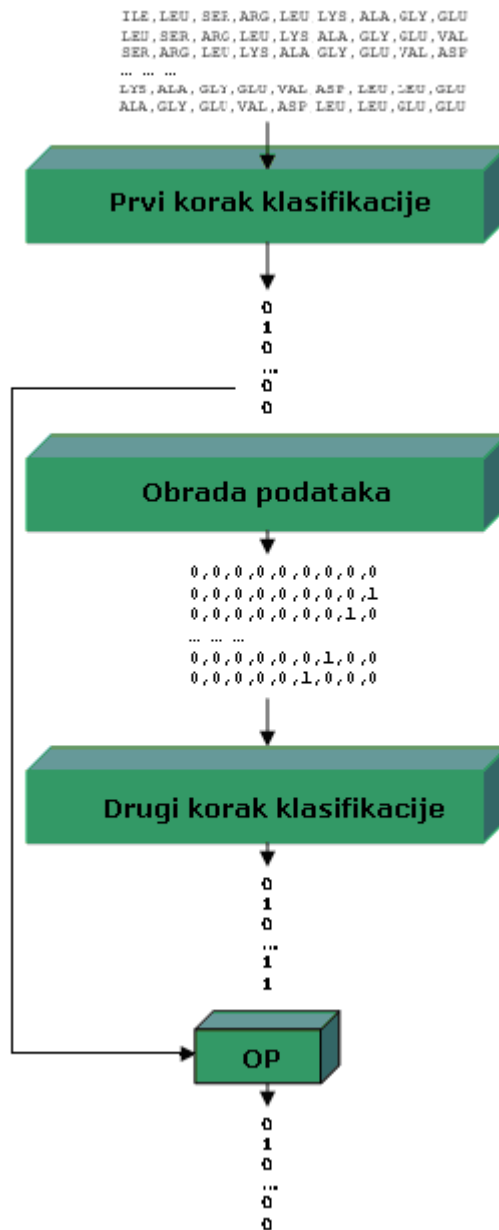 ILE,LEU,SER,ARG,LEU LYS,ALA,GLY,GLU
LEU,SER,ARG,LEU,LYS ALA,GLY,GLU,VAL
SER,ARG,LEU,LYS,ALA GLY,GLU,VAL,ASP
... ... ...
LYS,ALA,GLY,GLU,VAL ASP,LEU,LEU,GLU
ALA,GLY,GLU,VAL,ASP LEU,LEU,GLU,GLU
Prvi korak klasifikacije
0
1
0
...
0
0
Obrada podataka
0,0,0,0,0,0,0,0,0
0,0,0,0,0,0,0,0,1
0,0,0,0,0,0,0,1,0
... ... ...
0,0,0,0,0,0,1,0,0
0,0,0,0,0,1,0,0,0
Drugi korak klasifikacije
0
1
0
...
1
1
OP
0
1
0
...
0
0